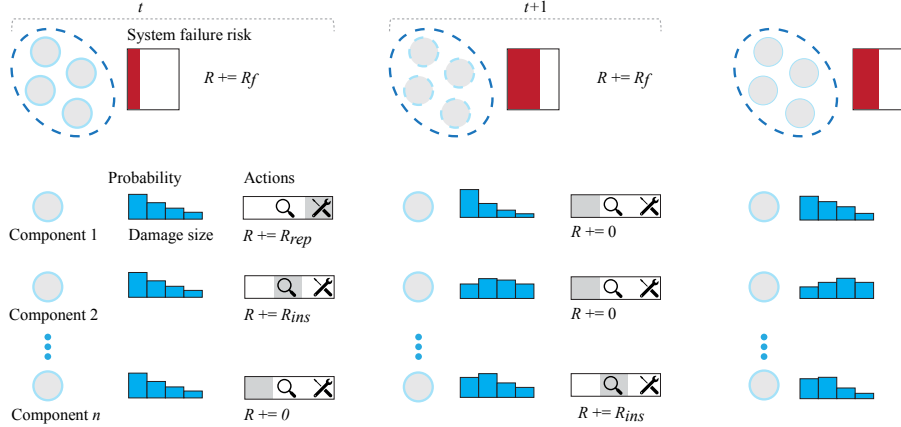 t
t+1
System failure risk
R += Rf
R += Rf
Probability
Actions
Component 1
Damage size
R += Rrep
R += 0
Component 2
R += Rins
R += 0
Component n
R += 0
R += Rins